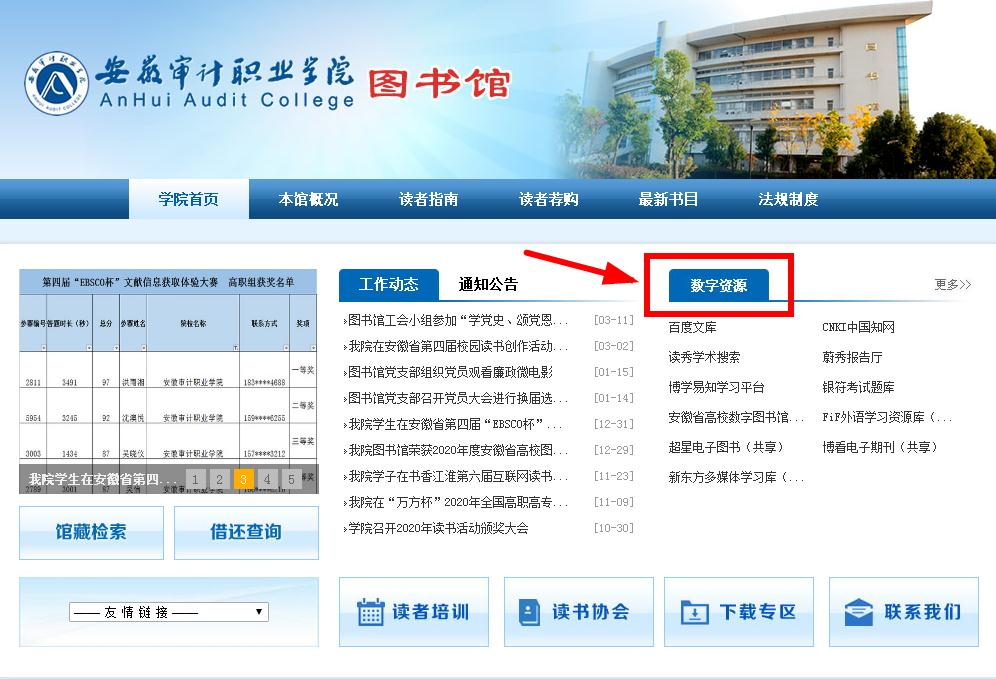 安徽审计职业学院
AnHui Audit College
图书馆
学院首页 本馆概况 读者指南 读者荐购 最新书目 法规制度
第四届“EBSCO杯”文献信息获取体验大赛 高职组获奖名单
参赛编号 答题时长(秒) 总分 参赛姓名 院校名称 联系方式 奖项
2811 3491 97 洪雨湘 安徽审计职业学院 183****4688 一等奖
5954 3245 92 沈澳悦 安徽审计职业学院 159****6255 二等奖
3003 1434 87 吴晓仪 安徽审计职业学院 157****3212 三等奖
我院学生在安徽省第四... 1 2 3 4 5
馆藏检索 借还查询
—— 友 情 链 接 ——
工作动态 通知公告
›图书馆工会小组参加“学党史、颂党恩... [03-11]
›我院在安徽省第四届校园读书创作活动... [03-02]
›图书馆党支部组织党员观看廉政微电影 [01-15]
›图书馆党支部召开党员大会进行换届选... [01-14]
›我院学生在安徽省第四届“EBSCO杯”... [12-31]
›我院图书馆荣获2020年度安徽省高校图... [12-29]
›我院学子在书香江淮第六届互联网读书... [11-23]
›我院在“万方杯”2020年全国高职高专... [11-09]
›学院召开2020年读书活动颁奖大会 [10-30]
数字资源 更多>>
百度文库 CNKI中国知网
读秀学术搜索 蔚秀报告厅
博学易知学习平台 银符考试题库
安徽省高校数字图书馆... FiF外语学习资源库（...
超星电子图书（共享） 博看电子期刊（共享）
新东方多媒体学习库（...
读者培训 读书协会 下载专区 联系我们